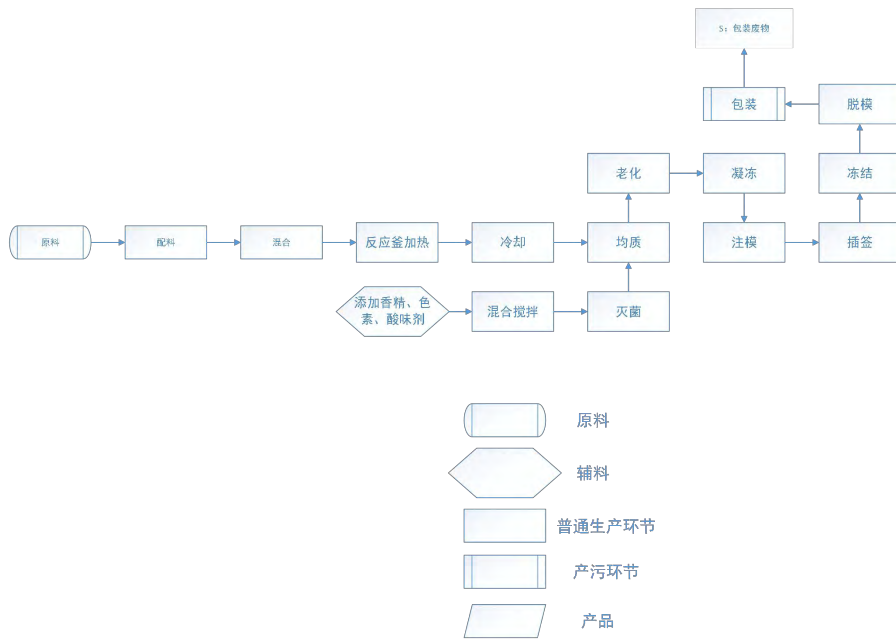 S：包装废物
包装
脱模
老化
凝冻
冻结
原料
配料
混合
反应釜加热
冷却
均质
注模
插签
添加香精、色
素、酸味剂
混合搅拌
灭菌
原料
辅料
普通生产环节
产污环节
产品